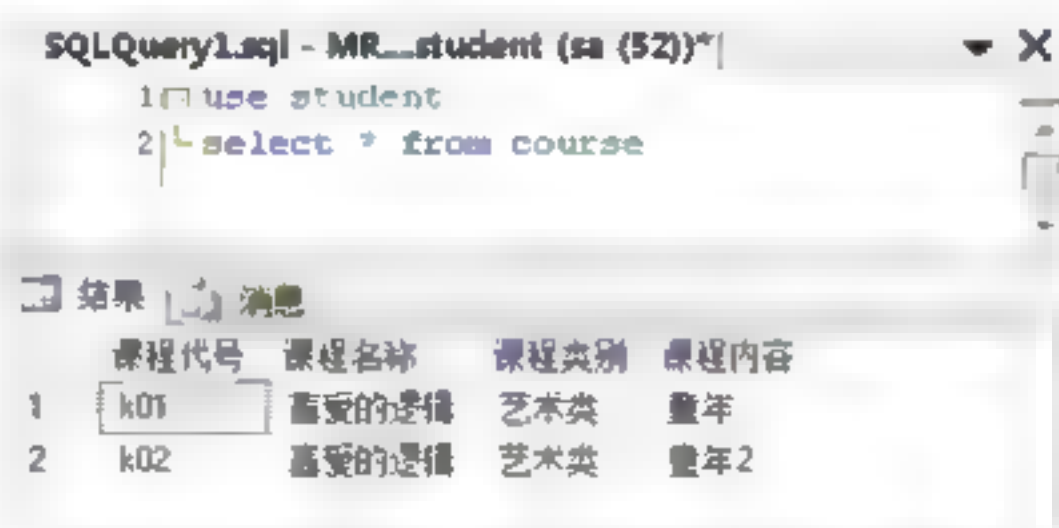 SQLQuery1.sql - MR...student (sa (52))*
1 use student
2 select * from course
结果 消息
课程代号 课程名称 课程类别 课程内容
1 k01 喜爱的逻辑 艺术类 童年
2 k02 喜爱的逻辑 艺术类 童年2